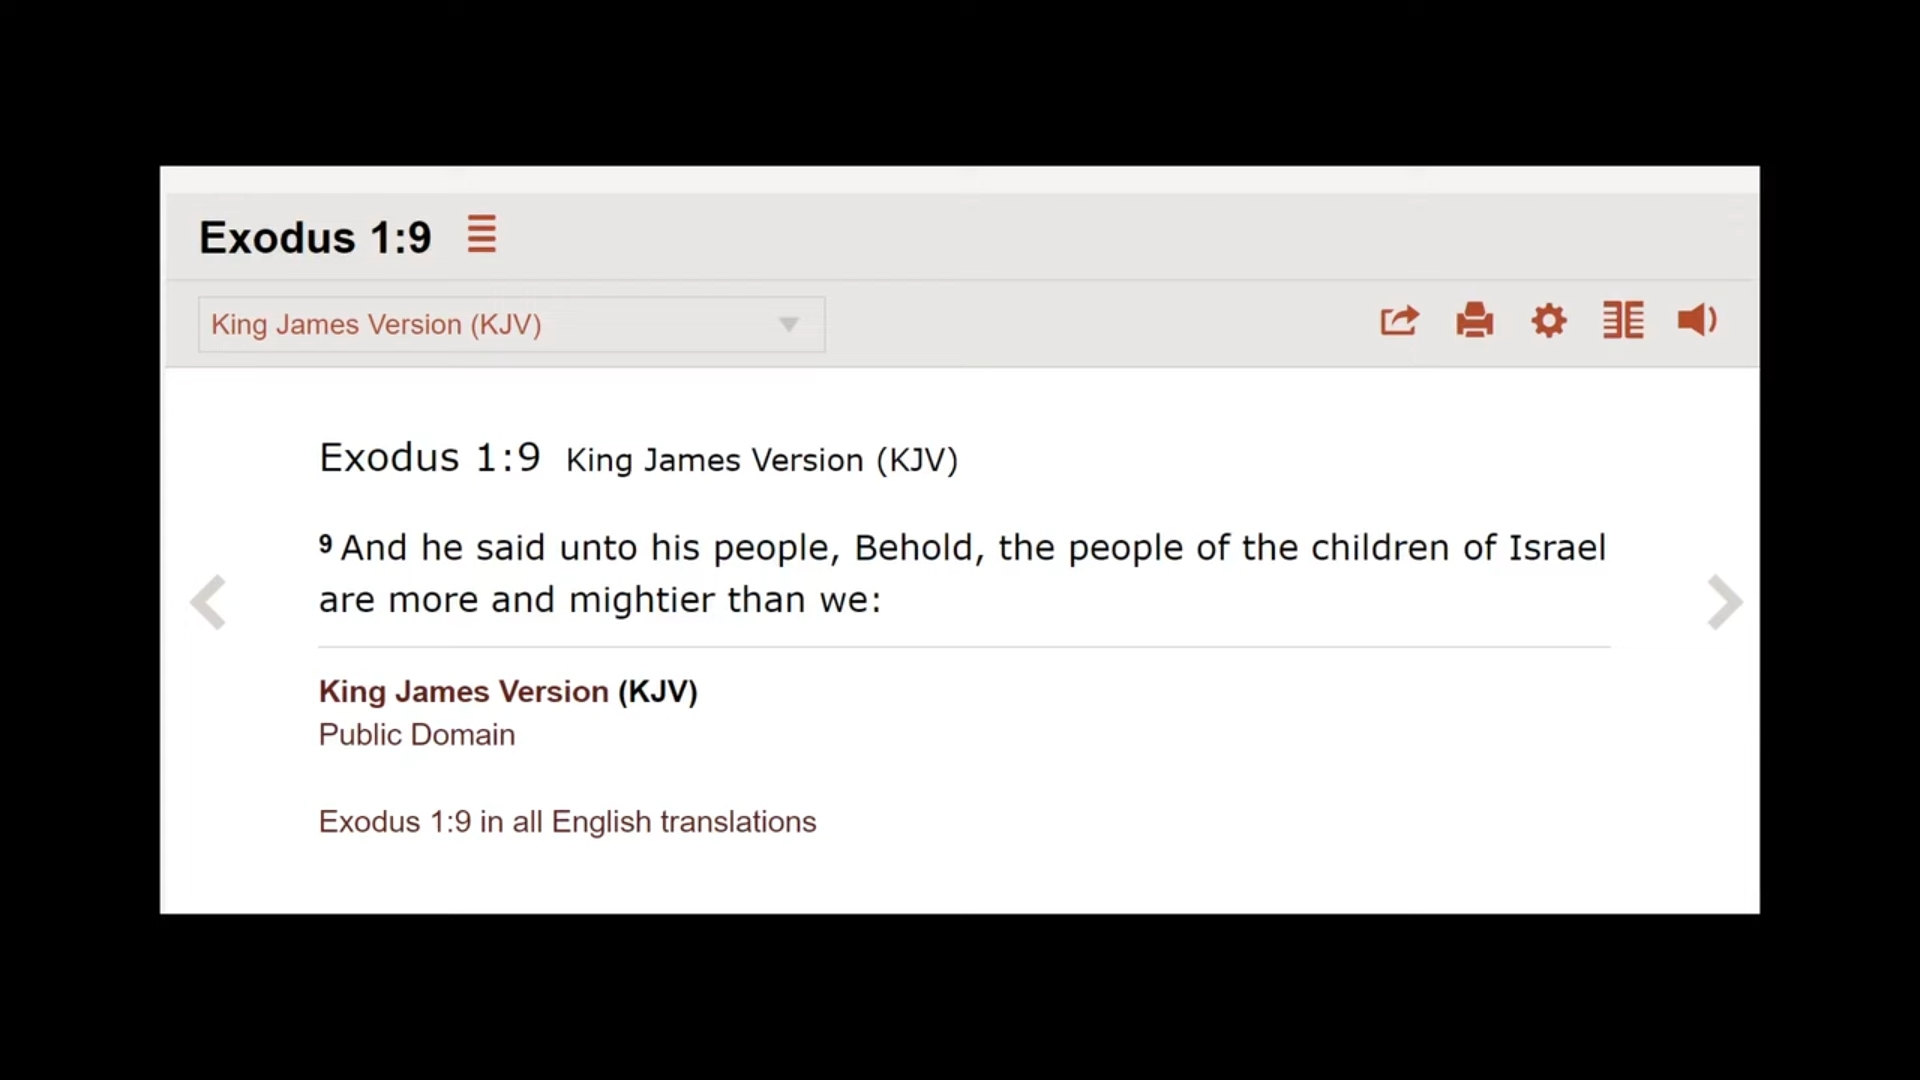 Exodus 1:9
King James Version (KJV)
Exodus 1:9 King James Version (KJV)
9 And he said unto his people, Behold, the people of the children of Israel
are more and mightier than we:
King James Version (KJV)
Public Domain
Exodus 1:9 in all English translations